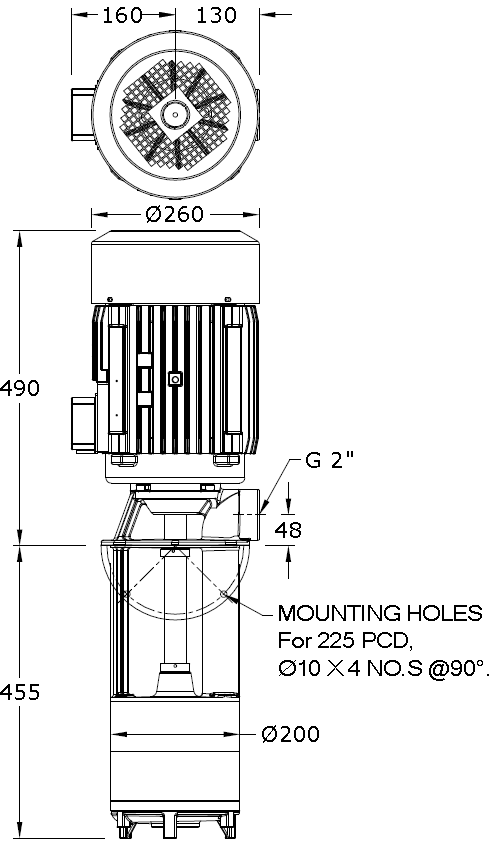 160
130
Ø260
490
G 2"
48
MOUNTING HOLES
For 225 PCD,
Ø10 X 4 NO.S @90°.
455
Ø200